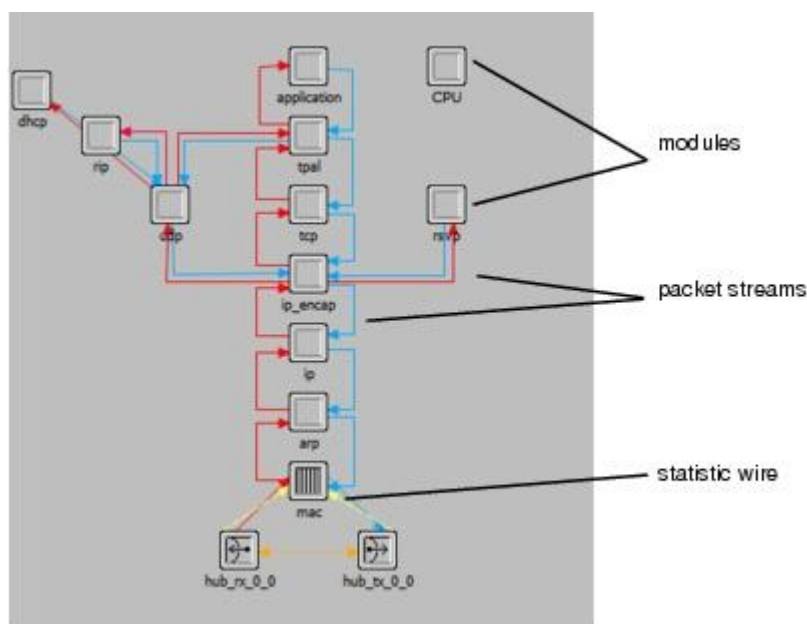 application
CPU
dhcp
modules
rip
tpal
udp
tcp
rsvp
ip_encap
packet streams
ip
arp
statistic wire
mac
hub_rx_0_0
hub_tx_0_0